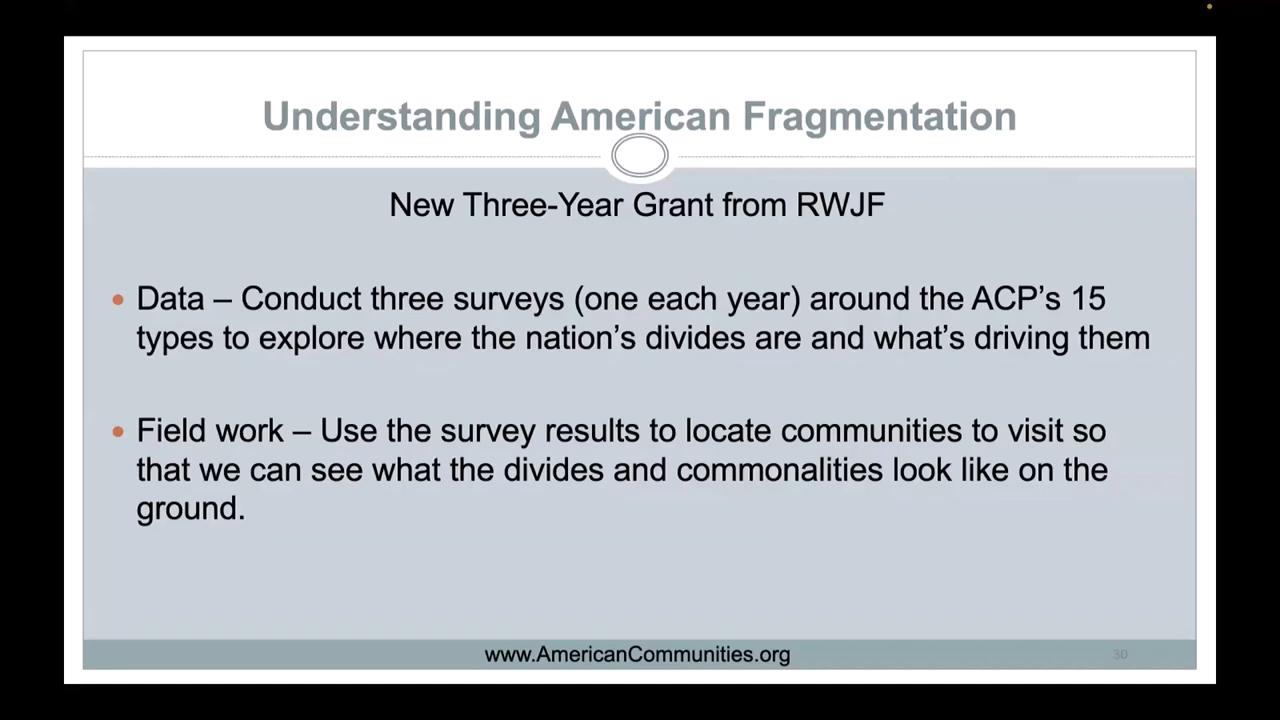 Understanding American Fragmentation
New Three-Year Grant from RWJF
• Data – Conduct three surveys (one each year) around the ACP’s 15
types to explore where the nation’s divides are and what’s driving them
• Field work – Use the survey results to locate communities to visit so
that we can see what the divides and commonalities look like on the
ground.
www.AmericanCommunities.org
30